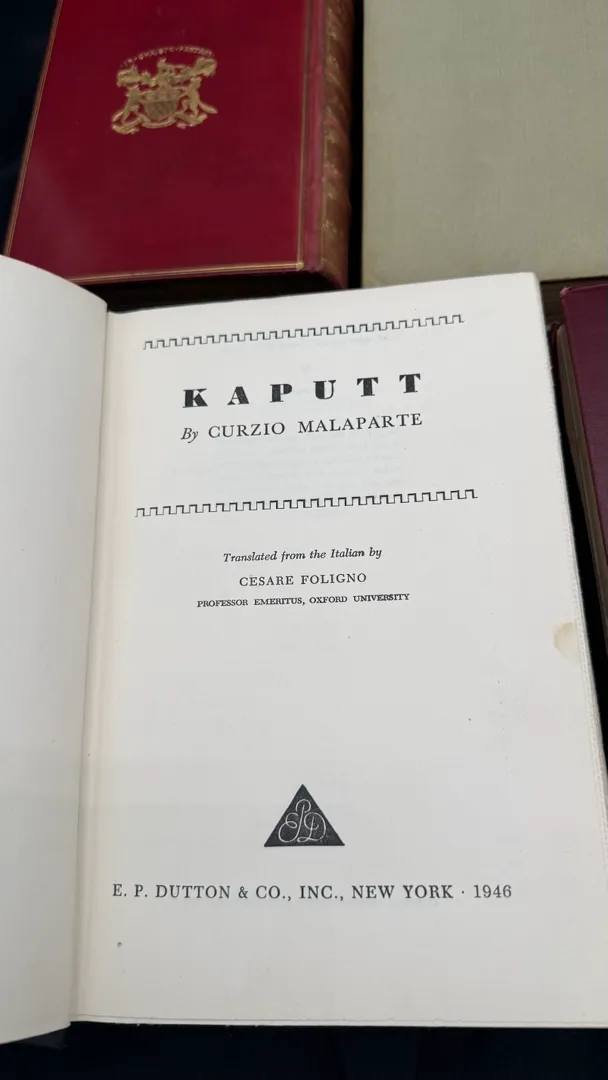 KAPUTT
By CURZIO MALAPARTE
Translated from the Italian by
CESARE FOLIGNO
PROFESSOR EMERITUS, OXFORD UNIVERSITY
EPD
E. P. DUTTON & CO., INC., NEW YORK · 1946